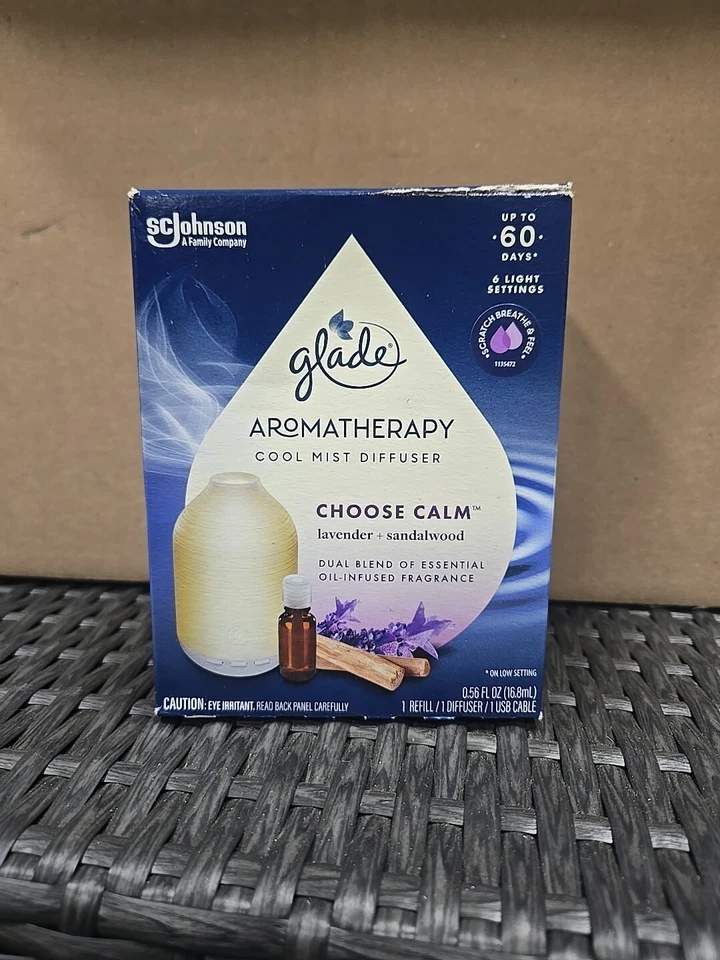 scjohnson
A Family Company
UP TO
·60·
DAYS*
6 LIGHT
SETTINGS
•SCRATCH BREATHE & FEEL•
1135472
glade®
AROMATHERAPY
COOL MIST DIFFUSER
CHOOSE CALM™
lavender + sandalwood
DUAL BLEND OF ESSENTIAL
OIL-INFUSED FRAGRANCE
* ON LOW SETTING
CAUTION: EYE IRRITANT. READ BACK PANEL CAREFULLY
0.56 FL OZ (16.8mL)
1 REFILL / 1 DIFFUSER / 1 USB CABLE